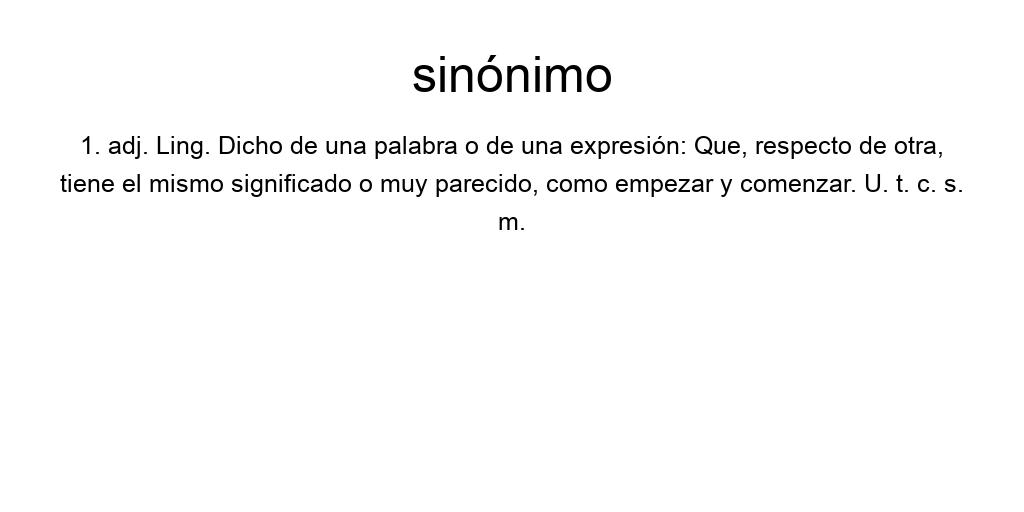 sinónimo
1. adj. Ling. Dicho de una palabra o de una expresión: Que, respecto de otra,
tiene el mismo significado o muy parecido, como empezar y comenzar. U. t. c. s.
m.